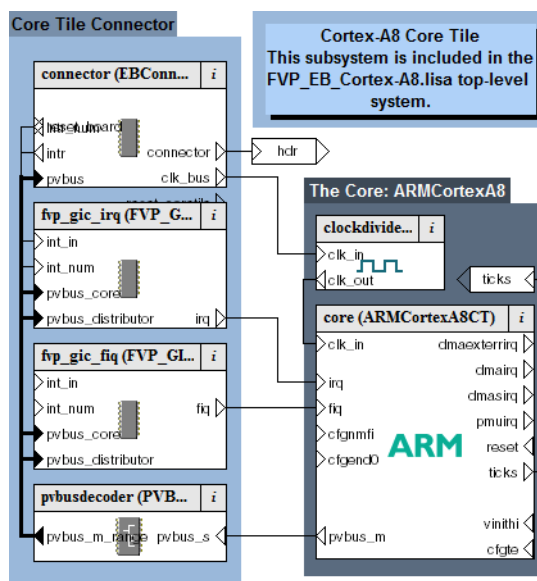 Core Tile Connector
Cortex-A8 Core Tile
This subsystem is included in the
FVP_EB_Cortex-A8.lisa top-level
system.
connector (EBConn... i
int_num
intr
pvbus
connector
clk_bus
hdr
fvp_gic_irq (FVP_G... i
int_in
int_num
pvbus_core
pvbus_distributor
irq
fvp_gic_fiq (FVP_GI... i
int_in
int_num
pvbus_core
pvbus_distributor
fiq
pvbusdecoder (PVB... i
pvbus_m_range
pvbus_s
The Core: ARMCortexA8
clockdivide... i
clk_in
clk_out
ticks
core (ARMCortexA8CT) i
clk_in
irq
fiq
cfgnmfi
cfgend0
pvbus_m
ARM
dmaexterrirq
dmairq
dmasirq
pmuirq
reset
ticks
vinithi
cfgte